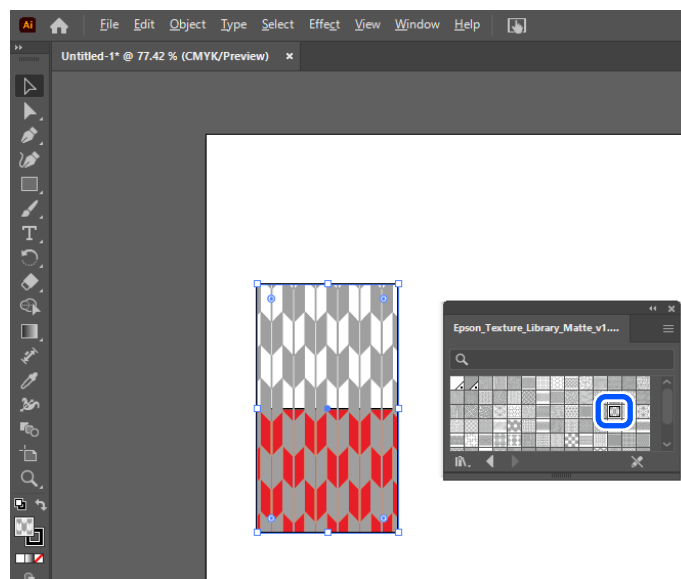 Ai File Edit Object Type Select Effect View Window Help
Untitled-1* @ 77.42 % (CMYK/Preview) ×
Epson_Texture_Library_Matte_v1....